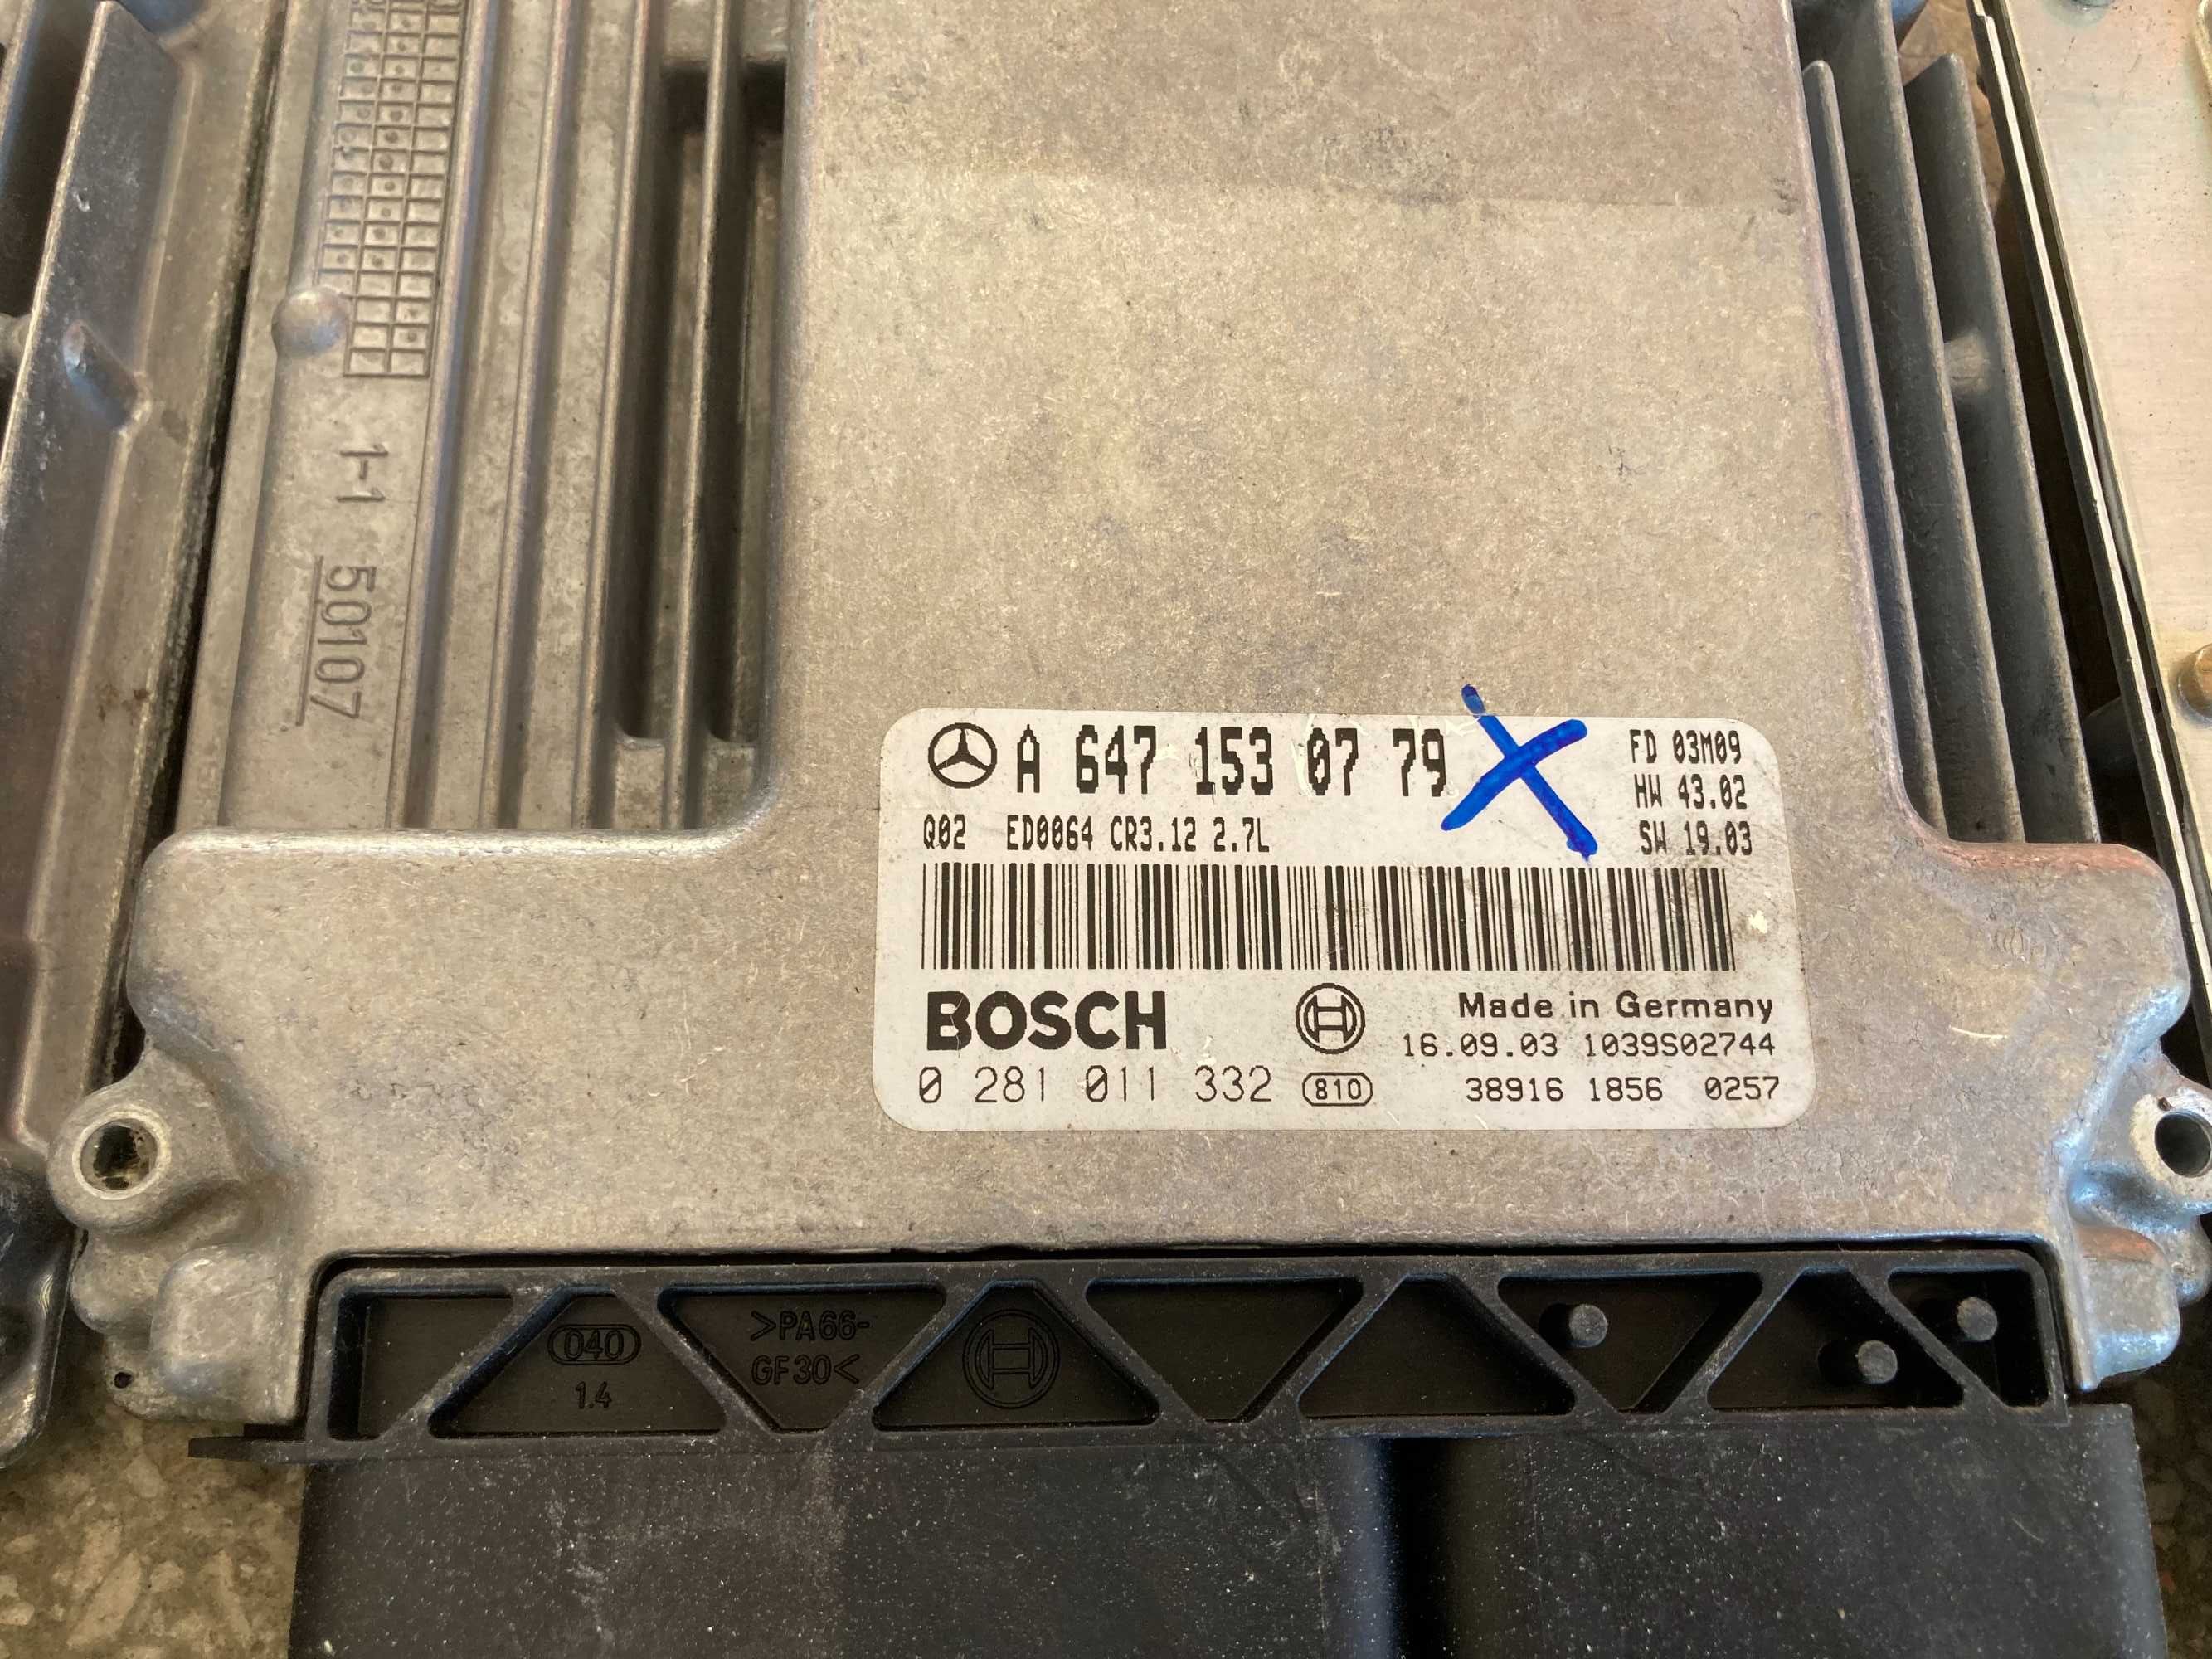 1-1 50107
A 647 153 07 79
FD 03M09
HW 43.02
Q02 ED0064 CR3.12 2.7L
SW 19.03
BOSCH
Made in Germany
16.09.03 1039S02744
0 281 011 332 810
38916 1856 0257
040
1.4
>PA66-
GF30<